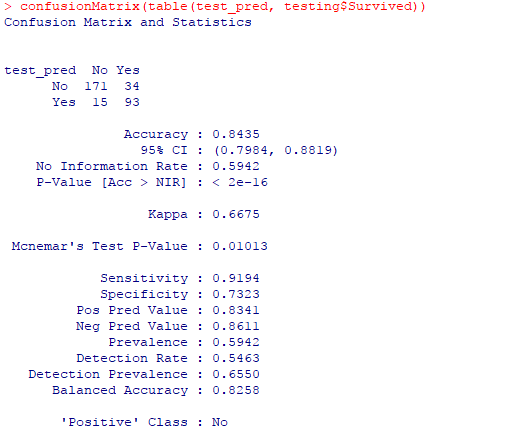 > confusionMatrix(table(test_pred, testing$Survived))
Confusion Matrix and Statistics
test_pred No Yes
No 171 34
Yes 15 93
Accuracy : 0.8435
95% CI : (0.7984, 0.8819)
No Information Rate : 0.5942
P-Value [Acc > NIR] : < 2e-16
Kappa : 0.6675
Mcnemar's Test P-Value : 0.01013
Sensitivity : 0.9194
Specificity : 0.7323
Pos Pred Value : 0.8341
Neg Pred Value : 0.8611
Prevalence : 0.5942
Detection Rate : 0.5463
Detection Prevalence : 0.6550
Balanced Accuracy : 0.8258
'Positive' Class : No